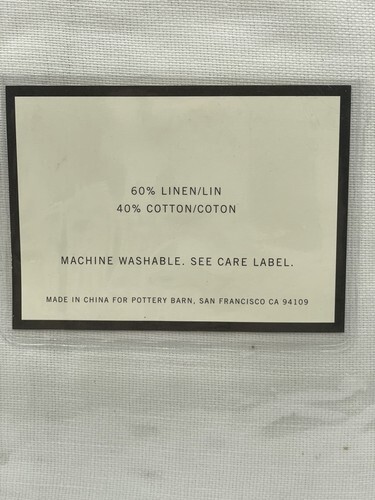 60% LINEN/LIN
40% COTTON/COTON
MACHINE WASHABLE. SEE CARE LABEL.
MADE IN CHINA FOR POTTERY BARN, SAN FRANCISCO CA 94109